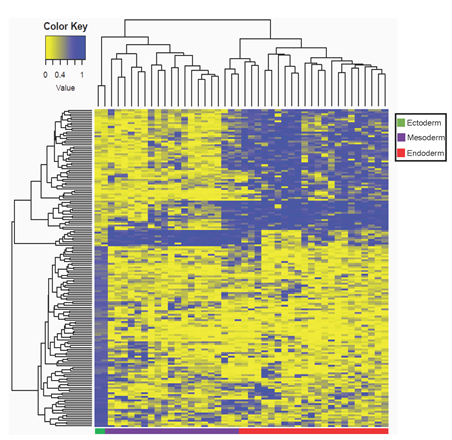 Color Key
0 0.4 1
Value
Ectoderm
Mesoderm
Endoderm